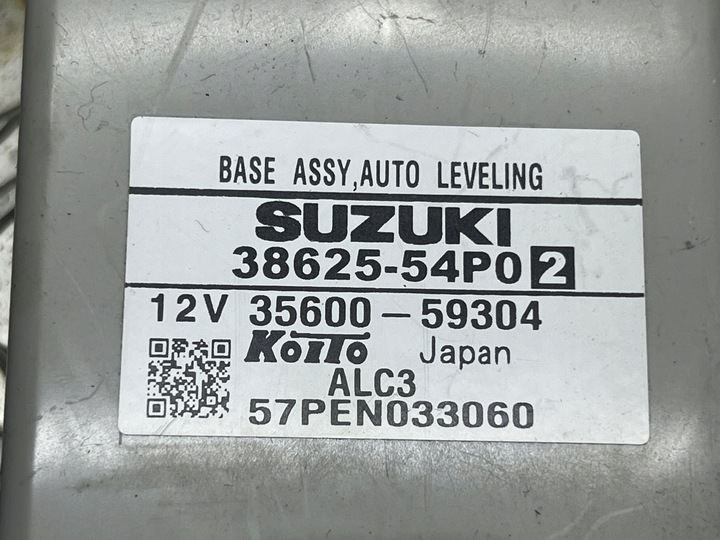 BASE ASSY,AUTO LEVELING
SUZUKI
38625-54P0 2
12V 35600-59304
KOITO Japan
ALC3
57PEN033060